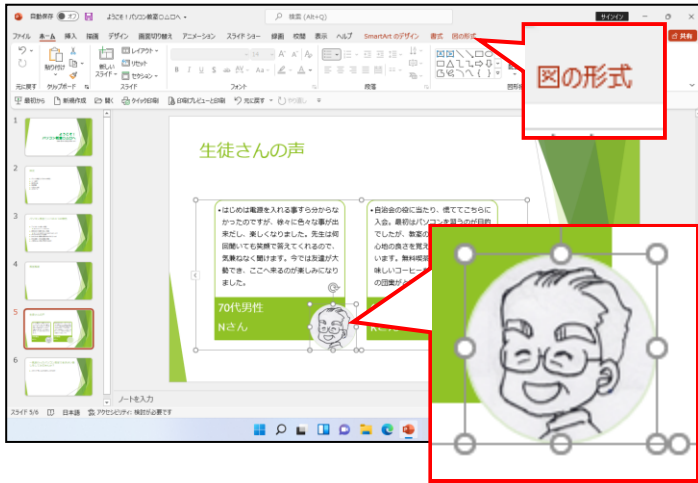 自動保存 オフ ようこそ！パソコン教室○△□へ 検索 (Alt+Q) サインイン
ファイル ホーム 挿入 描画 デザイン 画面切り替え アニメーション スライド ショー 録画 校閲 表示 ヘルプ SmartArt のデザイン 書式 図の形式 共有
貼り付け 新しいスライド レイアウト リセット セクション
元に戻す クリップボード スライド フォント 段落
最初から 新規作成 開く クイック印刷 印刷プレビューと印刷 元に戻す
図の形式
1
2
3
4
5
6
生徒さんの声
•はじめは電源を入れる事すら分からな
かったのですが、徐々に色々な事が出
来だし、楽しくなりました。先生は何
回聞いても笑顔で答えてくれるので、
気兼ねなく聞けます。今では友達が大
勢でき、ここへ来るのが楽しみになり
ました。
70代男性
Nさん
•自治会の役に当たり、慌ててこちらに
入会。最初はパソコンを習うのが目的
でしたが、教室の
心地の良さを覚え
います。無料喫茶
味しいコーヒー
の団欒が
ノートを入力
スライド 5/6 日本語 アクセシビリティ: 検討が必要です